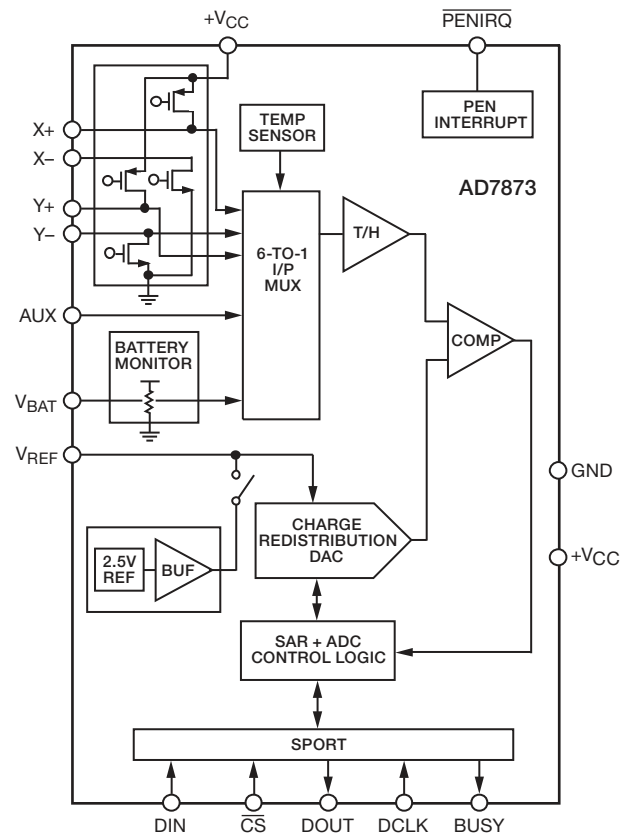 +VCC
PENIRQ
X+
X–
Y+
Y–
AUX
VBAT
VREF
TEMP
SENSOR
PEN
INTERRUPT
AD7873
6-TO-1
I/P
MUX
T/H
COMP
BATTERY
MONITOR
GND
+VCC
2.5V
REF
BUF
CHARGE
REDISTRIBUTION
DAC
SAR + ADC
CONTROL LOGIC
SPORT
DIN
CS
DOUT
DCLK
BUSY